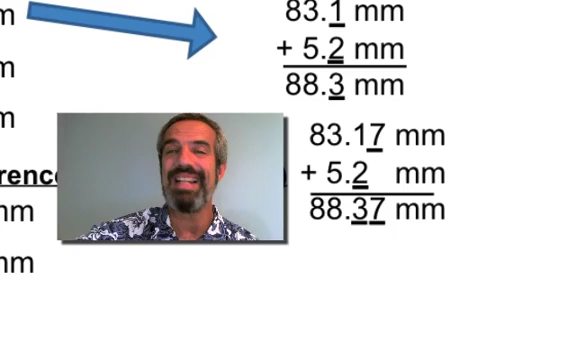 m
83.1 mm
+ 5.2 mm
88.3 mm
m
m
83.17 mm
+ 5.2 mm
88.37 mm
renc
mm
mm